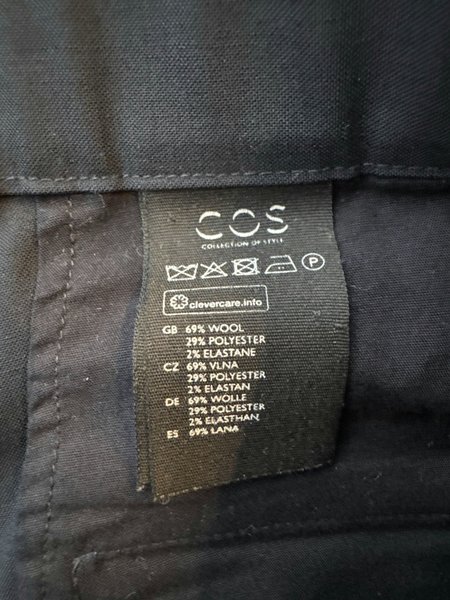 COS
COLLECTION OF STYLE
P
clevercare.info
GB 69% WOOL
29% POLYESTER
2% ELASTANE
CZ 69% VLNA
29% POLYESTER
2% ELASTAN
DE 69% WOLLE
29% POLYESTER
2% ELASTHAN
ES 69% LANA